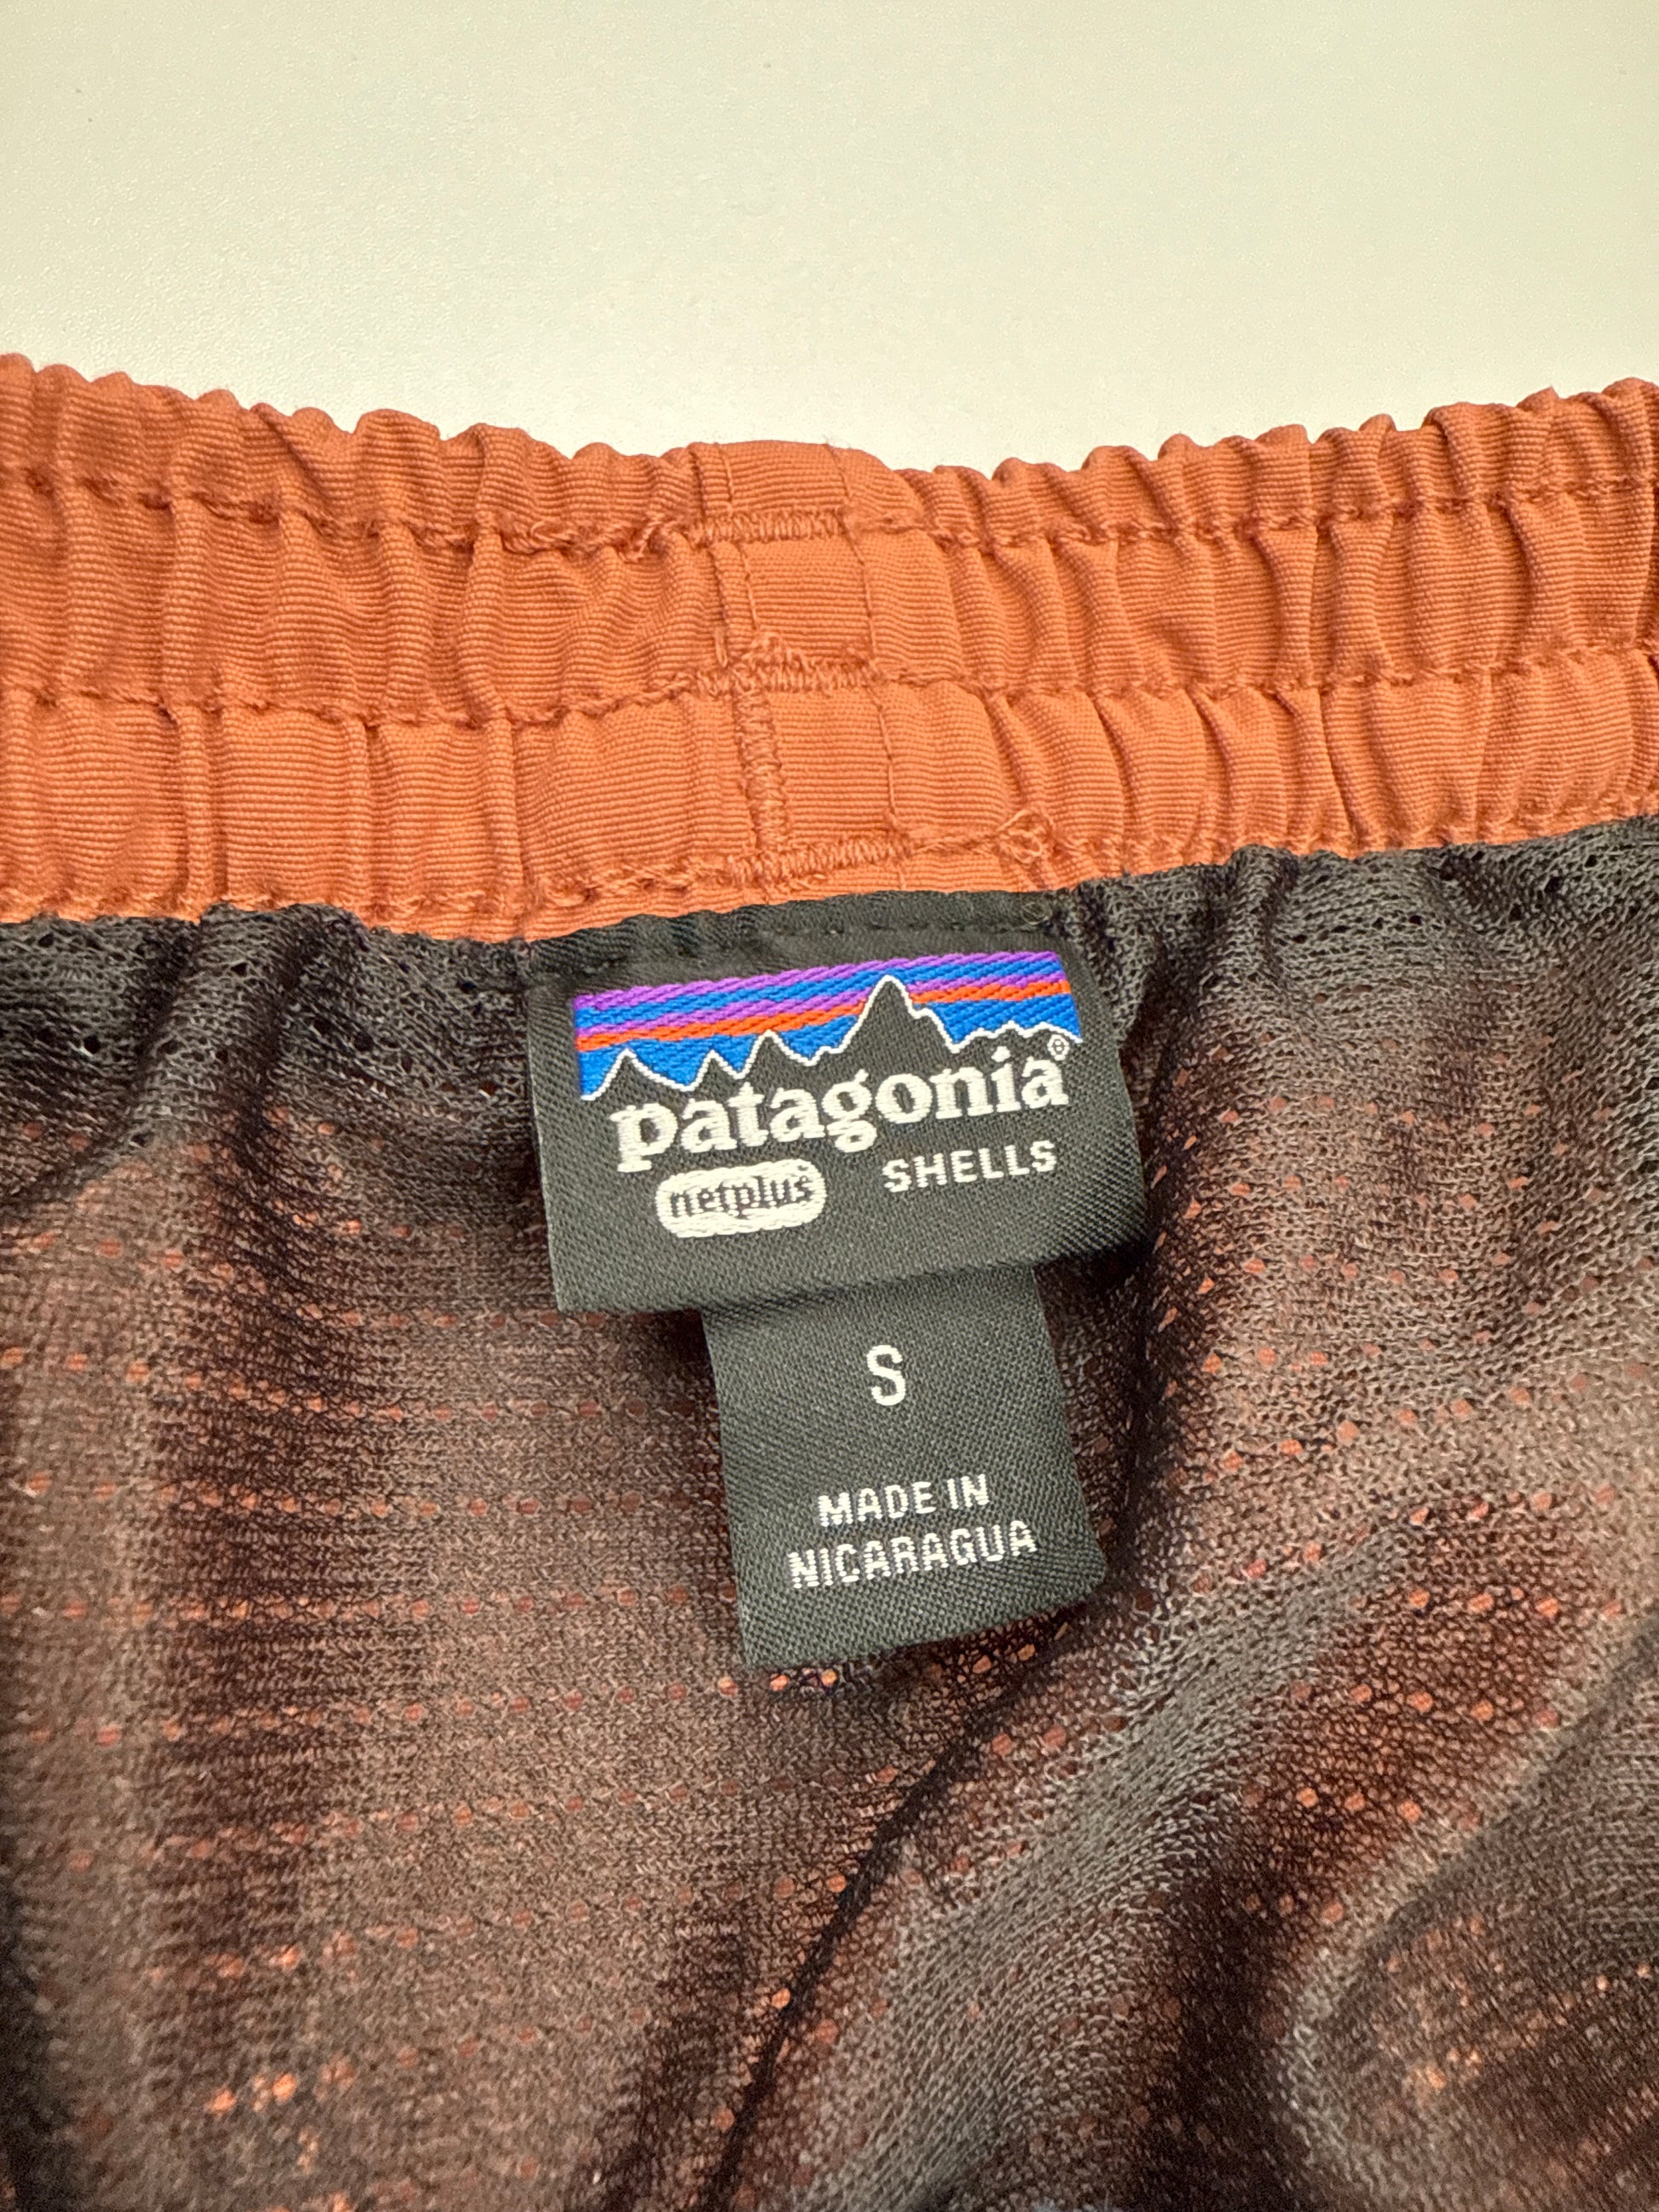 patagonia®
netplus® SHELLS
S
MADE IN
NICARAGUA